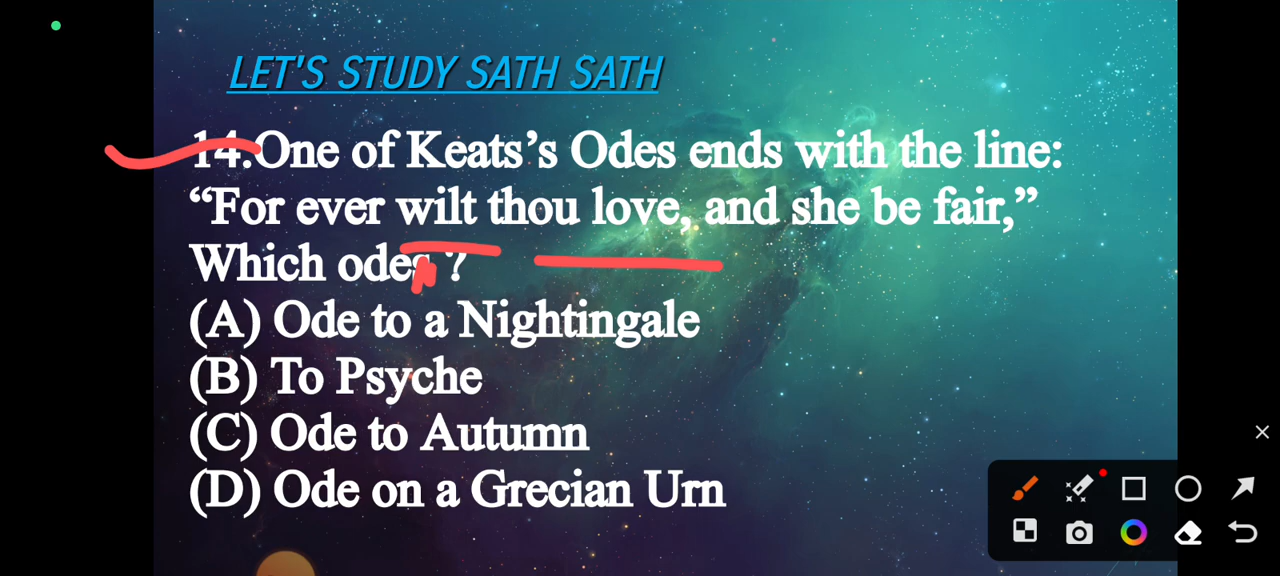 LET'S STUDY SATH SATH
14.One of Keats’s Odes ends with the line:
“For ever wilt thou love, and she be fair,”
Which odes ?
(A) Ode to a Nightingale
(B) To Psyche
(C) Ode to Autumn
(D) Ode on a Grecian Urn